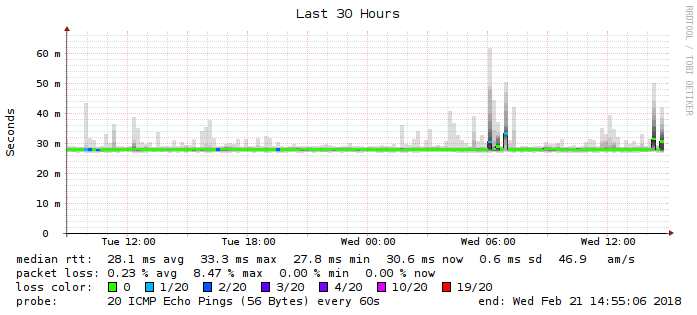 Last 30 Hours
RRDTOOL / TOBI OETIKER
Seconds
60 m
50 m
40 m
30 m
20 m
10 m
0
Tue 12:00 Tue 18:00 Wed 00:00 Wed 06:00 Wed 12:00
median rtt: 28.1 ms avg 33.3 ms max 27.8 ms min 30.6 ms now 0.6 ms sd 46.9 am/s
packet loss: 0.23 % avg 8.47 % max 0.00 % min 0.00 % now
loss color: 0 1/20 2/20 3/20 4/20 10/20 19/20
probe: 20 ICMP Echo Pings (56 Bytes) every 60s end: Wed Feb 21 14:55:06 2018